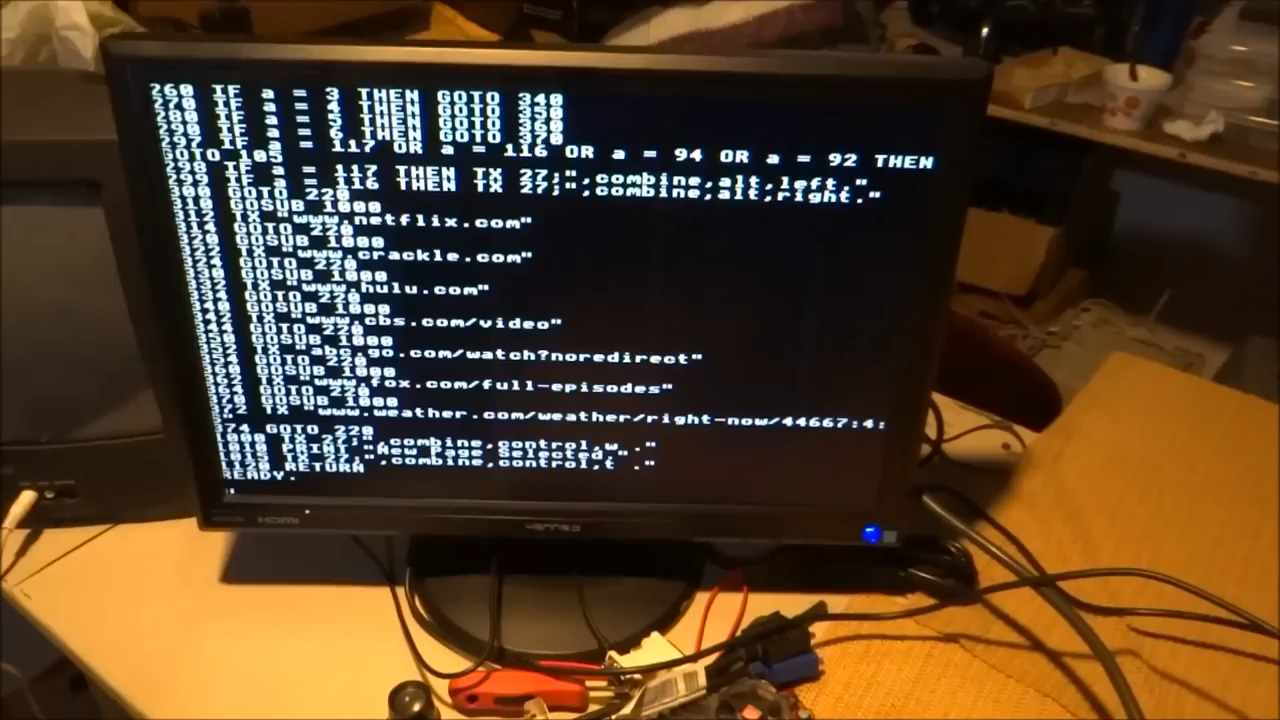 260 IF a = 3 THEN GOTO 340
270 IF a = 4 THEN GOTO 350
280 IF a = 5 THEN GOTO 360
290 IF a = 6 THEN GOTO 370
297 IF a = 117 OR a = 116 OR a = 94 OR a = 92 THEN
GOTO 105
298 IF a = 117 THEN TX 27;",combine,alt,left."
299 IF a = 116 THEN TX 27;",combine,alt,right."
300 GOTO 220
310 GOSUB 1000
312 TX "www.netflix.com"
314 GOTO 220
320 GOSUB 1000
322 TX "www.crackle.com"
324 GOTO 220
330 GOSUB 1000
332 TX "www.hulu.com"
334 GOTO 220
340 GOSUB 1000
342 TX "www.cbs.com/video"
344 GOTO 220
350 GOSUB 1000
352 TX "abc.go.com/watch?noredirect"
354 GOTO 220
360 GOSUB 1000
362 TX "www.fox.com/full-episodes"
364 GOTO 220
370 GOSUB 1000
372 TX "www.weather.com/weather/right-now/44667:4:
374 GOTO 220
1000 TX 27;",combine,control,w ."
1010 PRINT "New Page Selected,"
1015 TX 27;",combine,control,t ."
1120 RETURN
READY.
HDMI